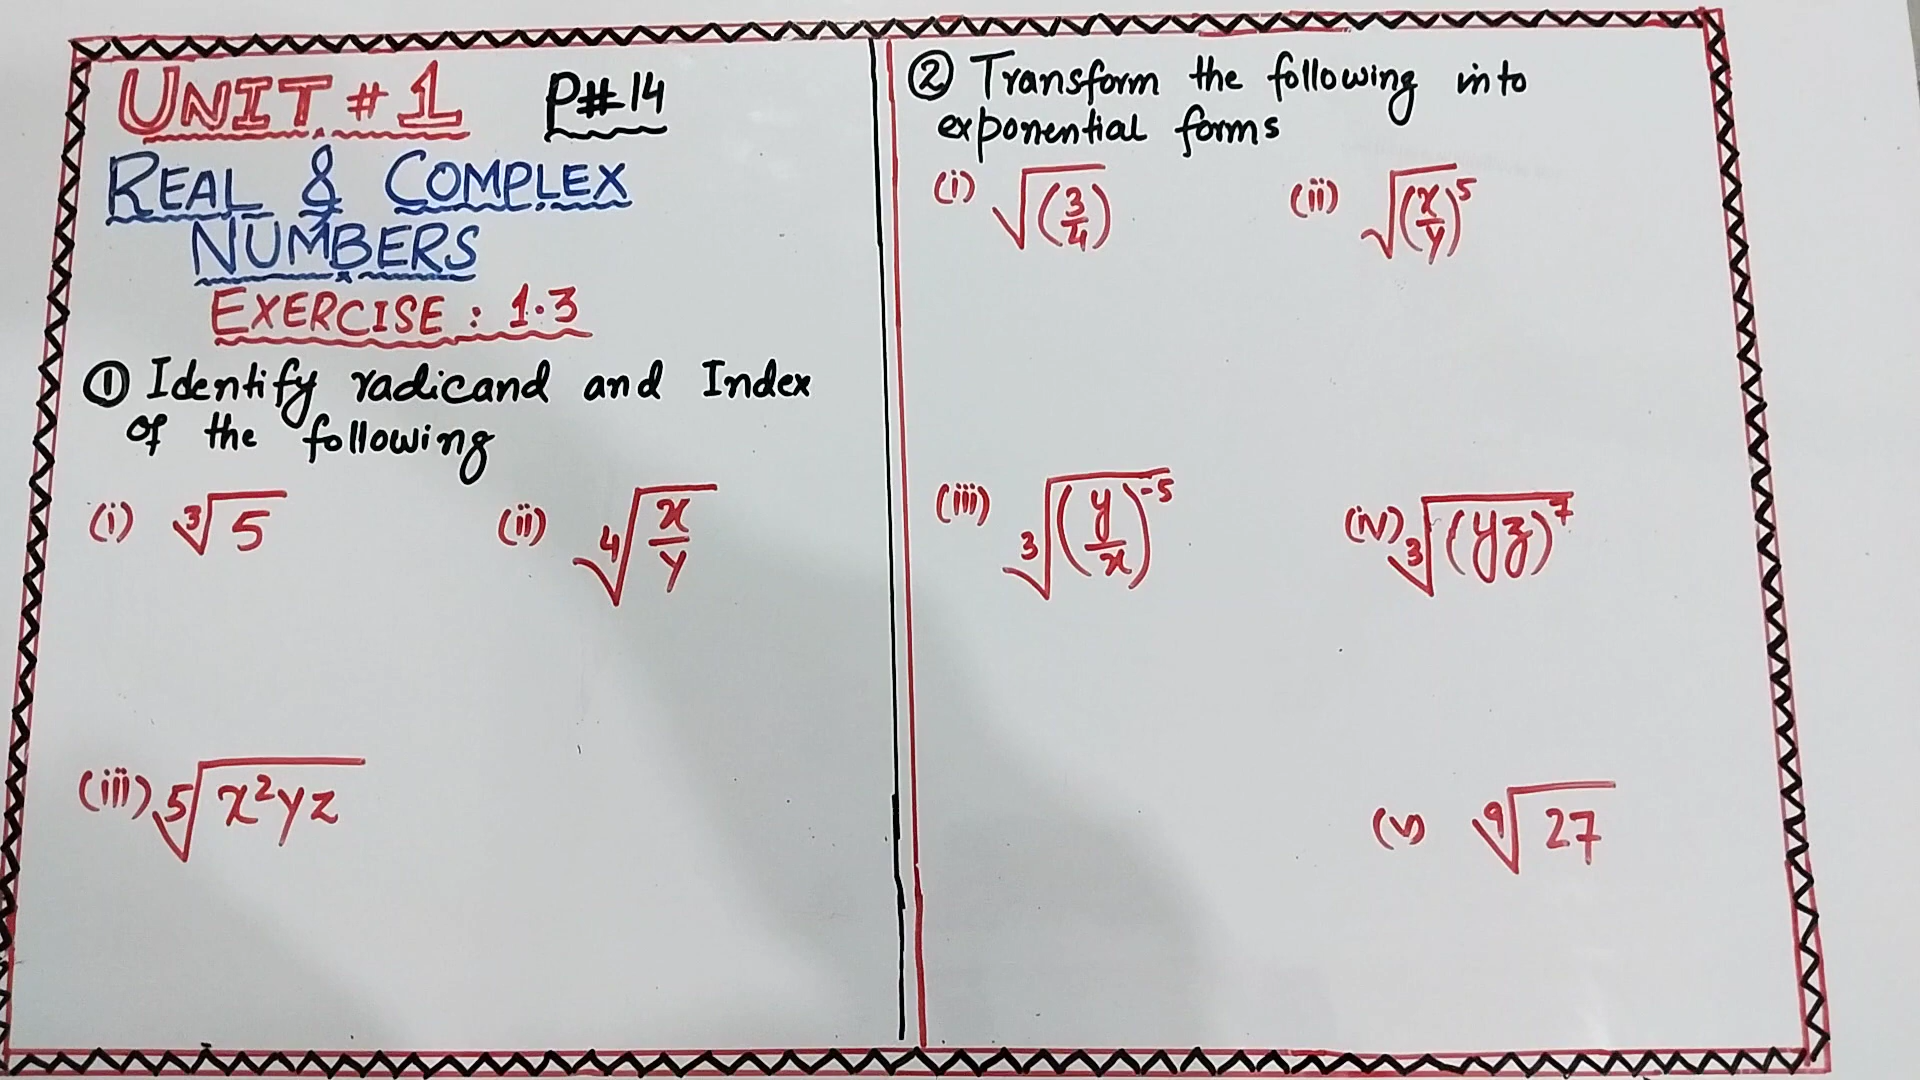 UNIT # 1 P#14
REAL & COMPLEX
NUMBERS
EXERCISE : 1.3
① Identify radicand and Index
of the following
(i) ∛5 (ii) ∜(x/y)
(iii) ⁵√(x²yz)
② Transform the following into
exponential forms
(i) √(3/4) (ii) √(x/y)⁵
(iii) ³√(y/x)⁻⁵ (iv) ³√(yz)⁷
(v) ⁹√27